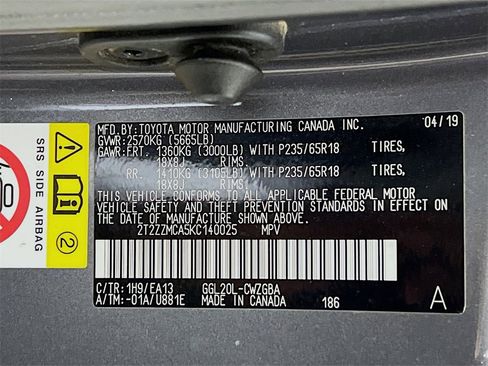 MFD.BY:TOYOTA MOTOR MANUFACTURING CANADA INC. 04/19
GVWR:2570KG (5665LB)
GAWR:FRT. 1360KG (3000LB) WITH P235/65R18 TIRES,
18X8J RIMS,
RR. 1410KG (3105LB) WITH P235/65R18 TIRES,
18X8J RIMS.
THIS VEHICLE CONFORMS TO ALL APPLICABLE FEDERAL MOTOR
VEHICLE SAFETY AND THEFT PREVENTION STANDARDS IN EFFECT
ON THE DATE OF MANUFACTURE SHOWN ABOVE.
2T2ZZMCA5KC140025 MPV
C/TR: 1H9/EA13 GGL20L-CWZGBA
A/TM: -01A/U881E MADE IN CANADA 186 A
SRS SIDE AIRBAG
2